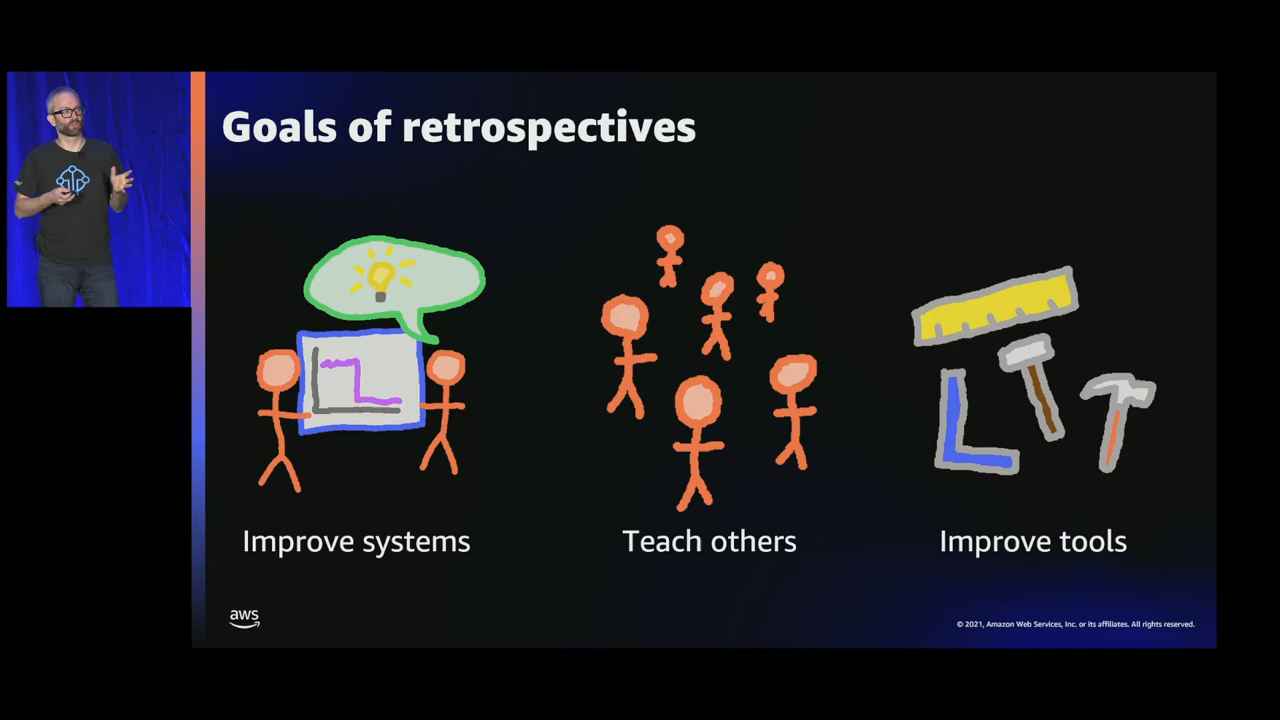 Goals of retrospectives
Improve systems
Teach others
Improve tools
aws
© 2021, Amazon Web Services, Inc. or its affiliates. All rights reserved.